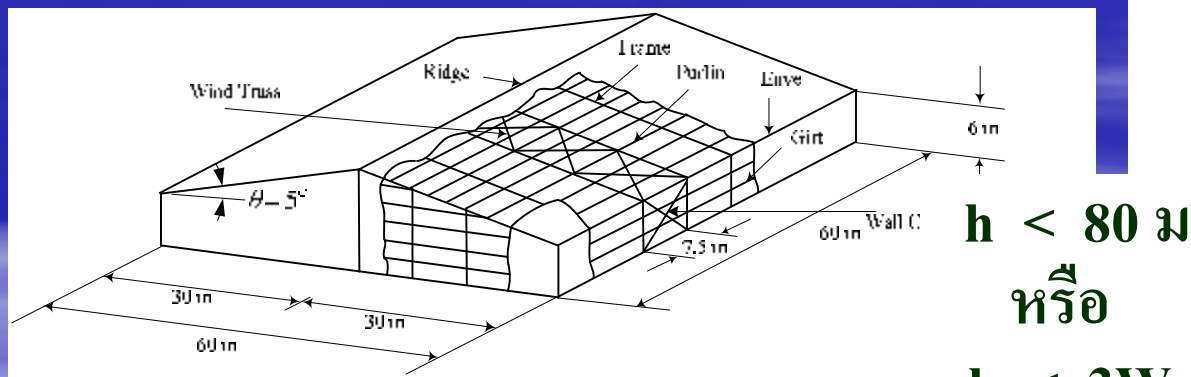 Frame
Ridge
Purlin
Eave
Wind Truss
Girt
6 m
θ = 5°
h < 80 ม
หรือ
Wall
60 m
7.5 m
30 m
30 m
60 m